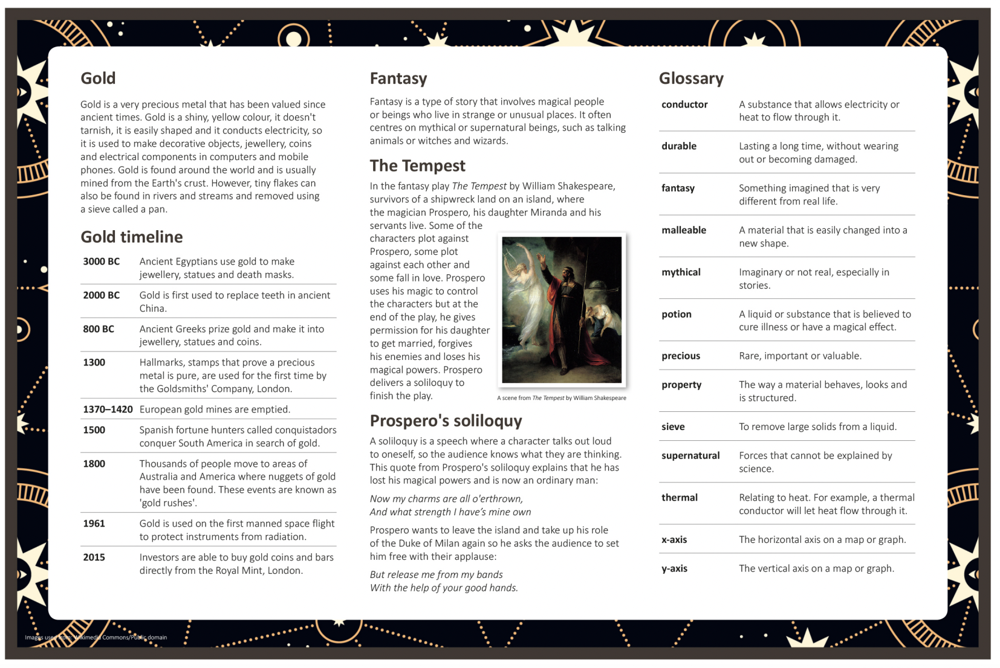 Gold
Gold is a very precious metal that has been valued since
ancient times. Gold is a shiny, yellow colour, it doesn't
tarnish, it is easily shaped and it conducts electricity, so
it is used to make decorative objects, jewellery, coins
and electrical components in computers and mobile
phones. Gold is found around the world and is usually
mined from the Earth's crust. However, tiny flakes can
also be found in rivers and streams and removed using
a sieve called a pan.
Gold timeline
3000 BC Ancient Egyptians use gold to make
jewellery, statues and death masks.
2000 BC Gold is first used to replace teeth in ancient
China.
800 BC Ancient Greeks prize gold and make it into
jewellery, statues and coins.
1300 Hallmarks, stamps that prove a precious
metal is pure, are used for the first time by
the Goldsmiths' Company, London.
1370–1420 European gold mines are emptied.
1500 Spanish fortune hunters called conquistadors
conquer South America in search of gold.
1800 Thousands of people move to areas of
Australia and America where nuggets of gold
have been found. These events are known as
'gold rushes'.
1961 Gold is used on the first manned space flight
to protect instruments from radiation.
2015 Investors are able to buy gold coins and bars
directly from the Royal Mint, London.
Fantasy
Fantasy is a type of story that involves magical people
or beings who live in strange or unusual places. It often
centres on mythical or supernatural beings, such as talking
animals or witches and wizards.
The Tempest
In the fantasy play The Tempest by William Shakespeare,
survivors of a shipwreck land on an island, where
the magician Prospero, his daughter Miranda and his
servants live. Some of the
characters plot against
Prospero, some plot
against each other and
some fall in love. Prospero
uses his magic to control
the characters but at the
end of the play, he gives
permission for his daughter
to get married, forgives
his enemies and loses his
magical powers. Prospero
delivers a soliloquy to
finish the play.
A scene from The Tempest by William Shakespeare
Prospero's soliloquy
A soliloquy is a speech where a character talks out loud
to oneself, so the audience knows what they are thinking.
This quote from Prospero's soliloquy explains that he has
lost his magical powers and is now an ordinary man:
Now my charms are all o'erthrown,
And what strength I have’s mine own
Prospero wants to leave the island and take up his role
of the Duke of Milan again so he asks the audience to set
him free with their applause:
But release me from my bands
With the help of your good hands.
Glossary
conductor A substance that allows electricity or
heat to flow through it.
durable Lasting a long time, without wearing
out or becoming damaged.
fantasy Something imagined that is very
different from real life.
malleable A material that is easily changed into a
new shape.
mythical Imaginary or not real, especially in
stories.
potion A liquid or substance that is believed to
cure illness or have a magical effect.
precious Rare, important or valuable.
property The way a material behaves, looks and
is structured.
sieve To remove large solids from a liquid.
supernatural Forces that cannot be explained by
science.
thermal Relating to heat. For example, a thermal
conductor will let heat flow through it.
x-axis The horizontal axis on a map or graph.
y-axis The vertical axis on a map or graph.
Images used from: Wikimedia Commons/Public domain